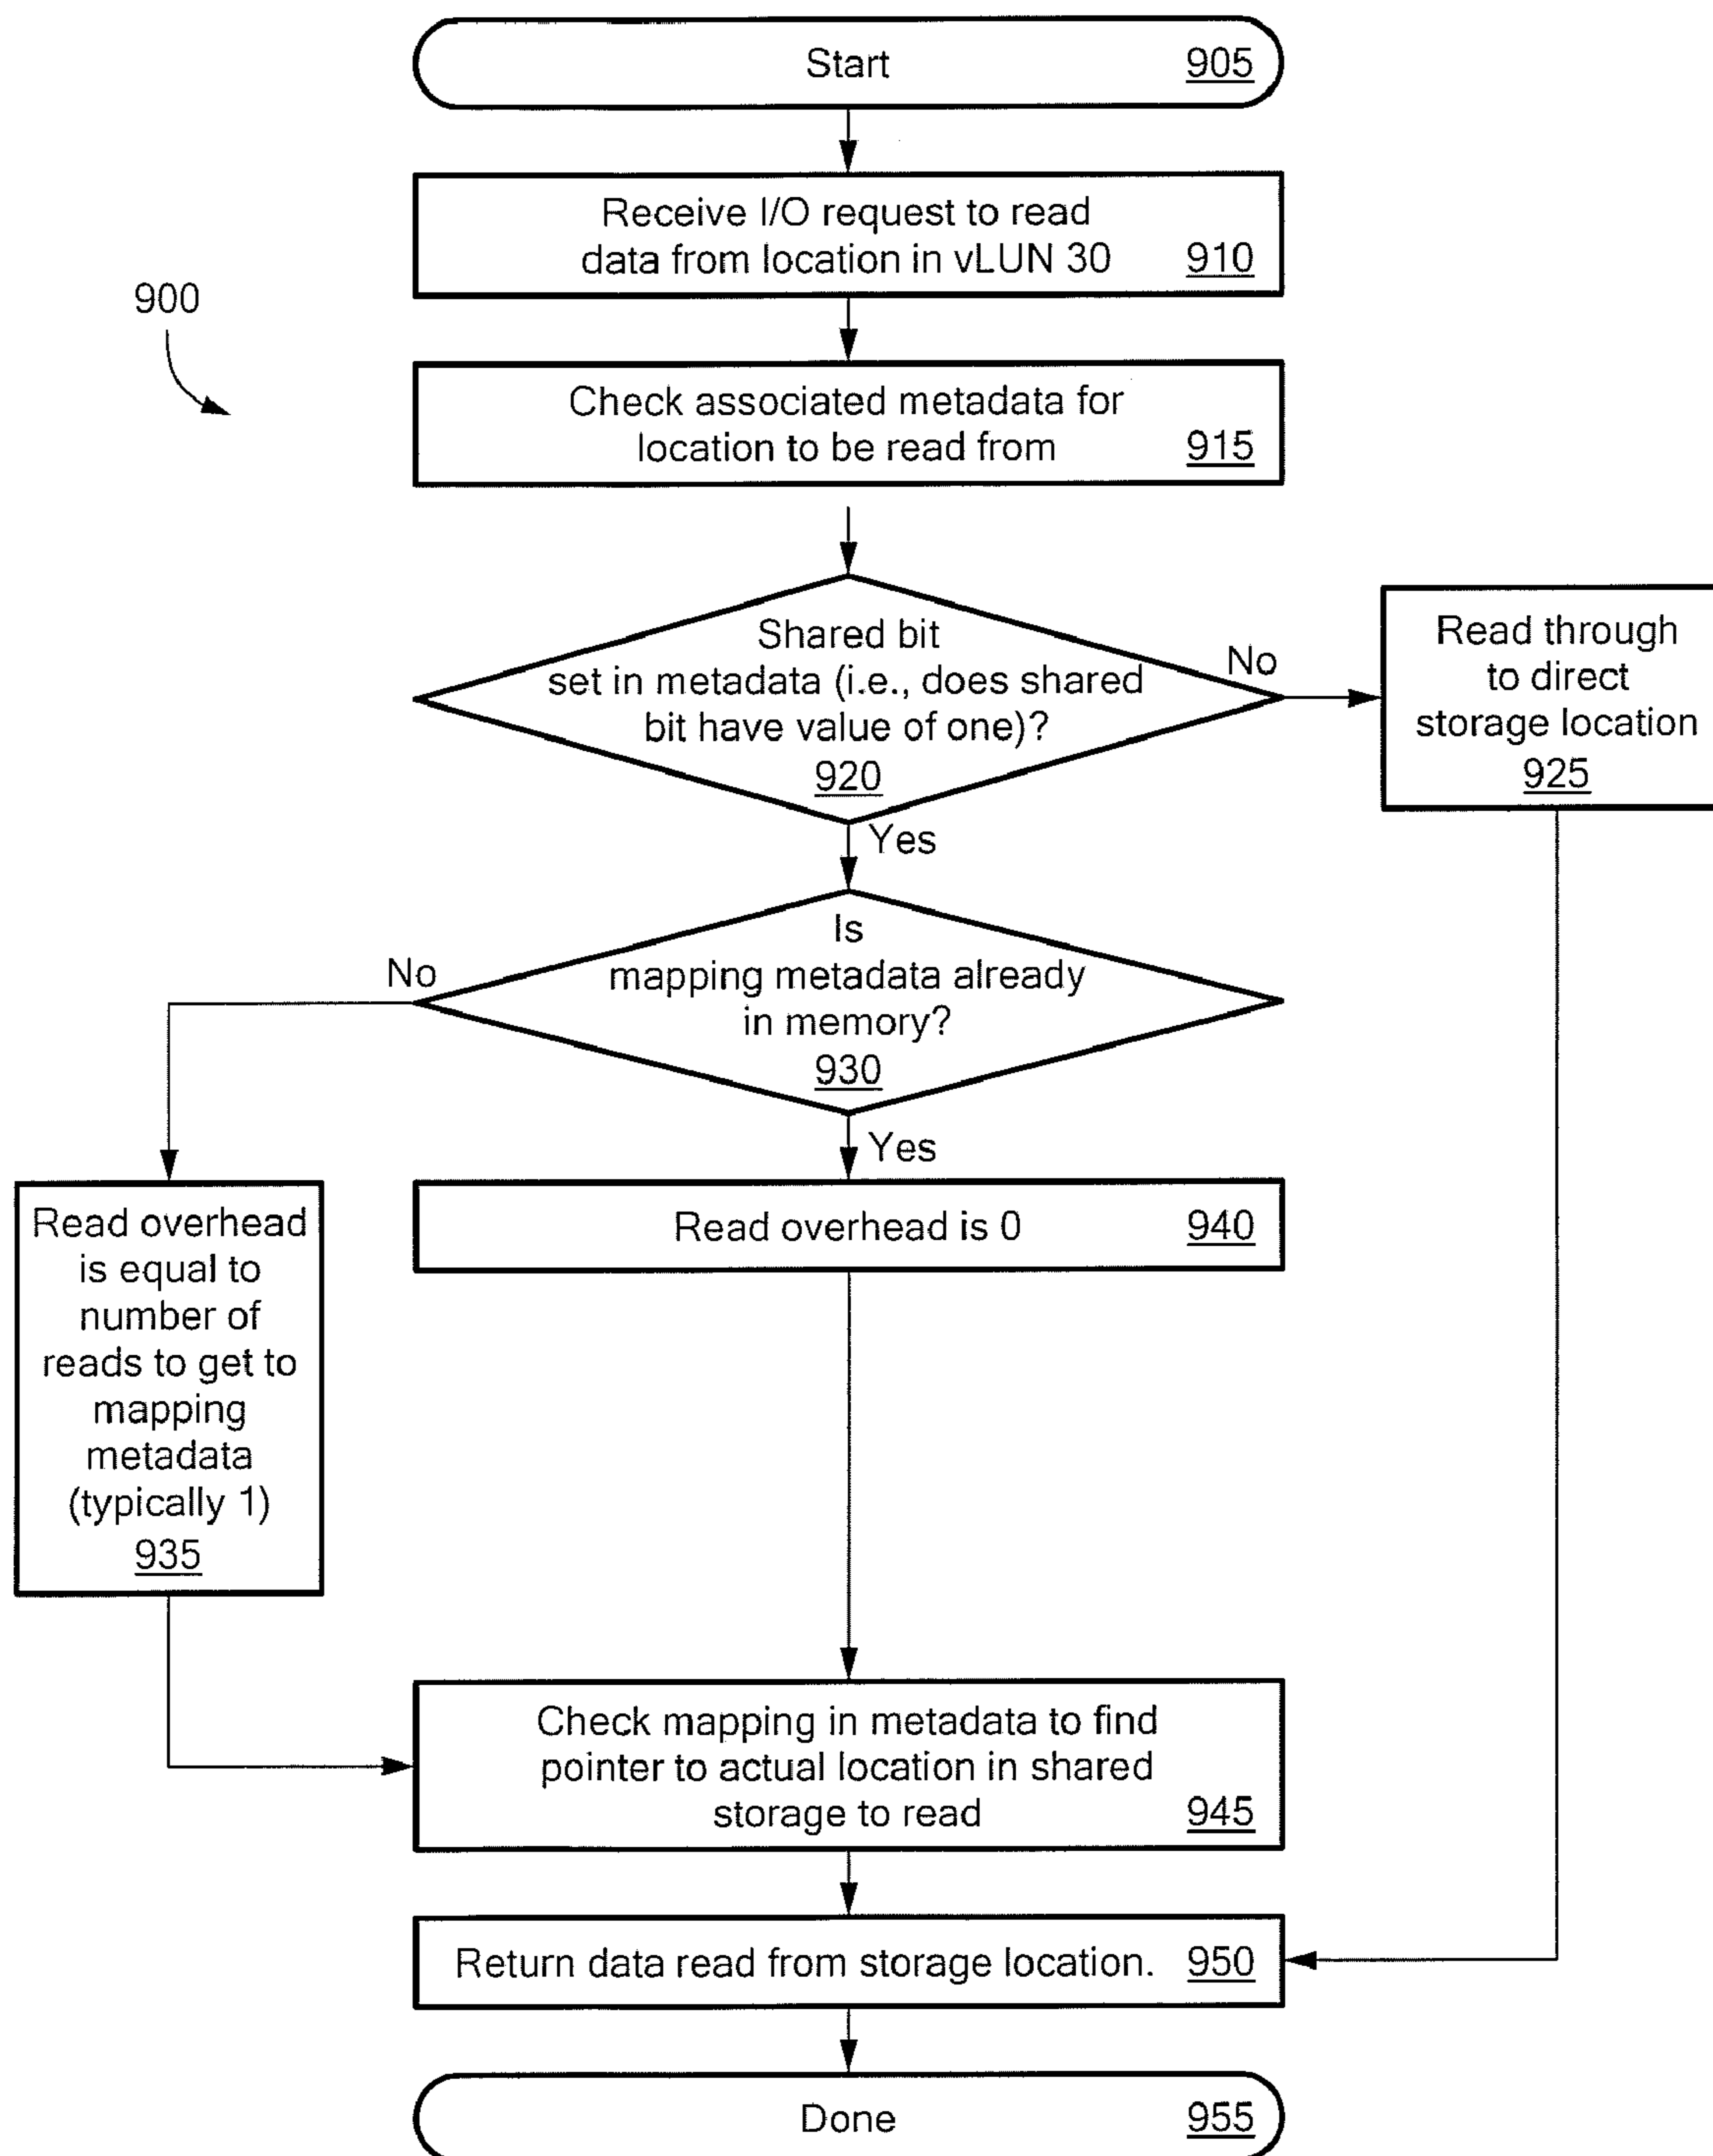 Start 905
Receive I/O request to read
data from location in vLUN 30 910
900
Check associated metadata for
location to be read from 915
Shared bit
set in metadata (i.e., does shared
bit have value of one)?
920
No
Read through
to direct
storage location
925
Yes
Is
mapping metadata already
in memory?
930
No
Yes
Read overhead
is equal to
number of
reads to get to
mapping
metadata
(typically 1)
935
Read overhead is 0 940
Check mapping in metadata to find
pointer to actual location in shared
storage to read 945
Return data read from storage location. 950
Done 955